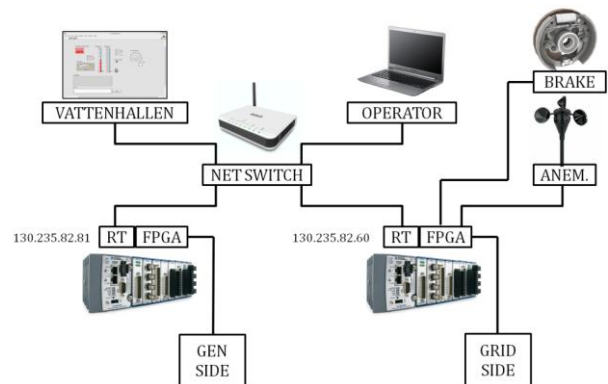 VATTENHALLEN
OPERATOR
BRAKE
NET SWITCH
ANEM.
130.235.82.81
RT
FPGA
130.235.82.60
RT
FPGA
GEN
SIDE
GRID
SIDE